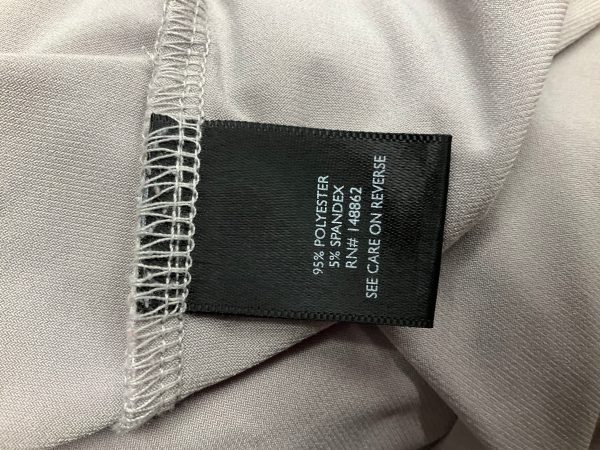 95% POLYESTER
5% SPANDEX
RN# 148862
SEE CARE ON REVERSE